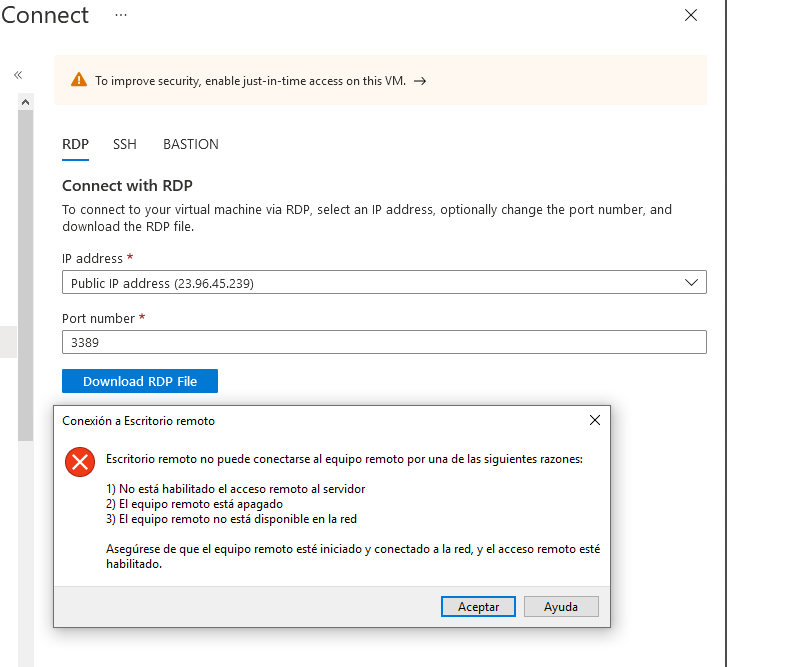 Connect ...
«
To improve security, enable just-in-time access on this VM. →
RDP SSH BASTION
Connect with RDP
To connect to your virtual machine via RDP, select an IP address, optionally change the port number, and
download the RDP file.
IP address *
Public IP address (23.96.45.239)
Port number *
3389
Download RDP File
Conexión a Escritorio remoto
Escritorio remoto no puede conectarse al equipo remoto por una de las siguientes razones:
1) No está habilitado el acceso remoto al servidor
2) El equipo remoto está apagado
3) El equipo remoto no está disponible en la red
Asegúrese de que el equipo remoto esté iniciado y conectado a la red, y el acceso remoto esté
habilitado.
Aceptar Ayuda